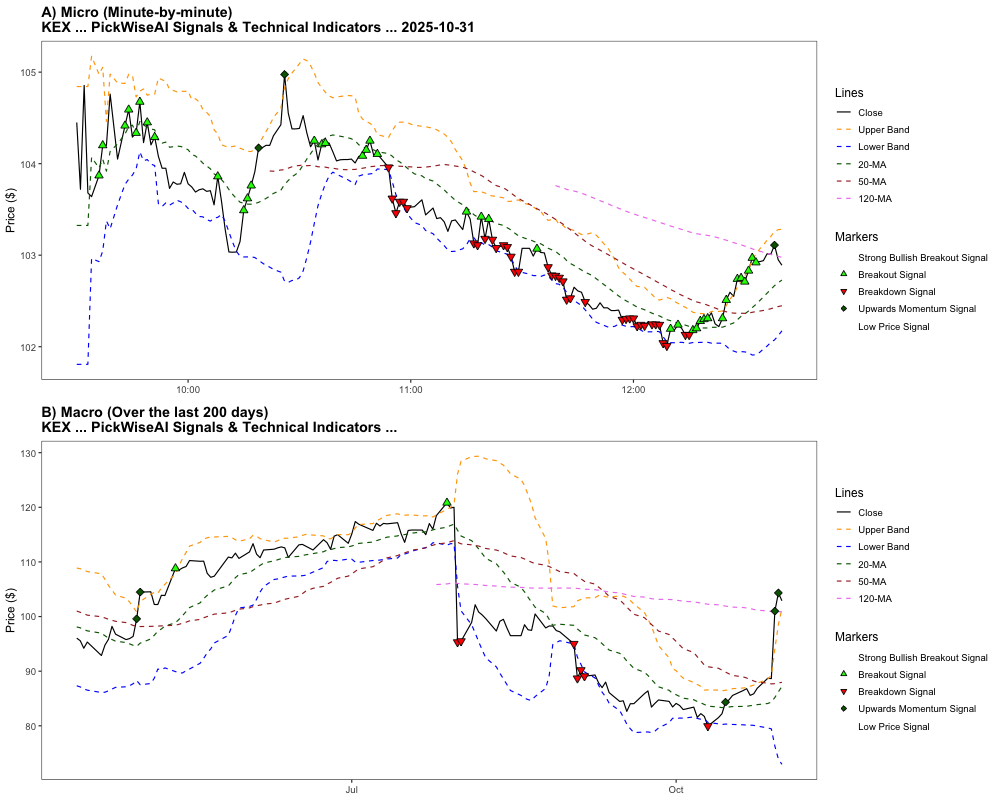 A) Micro (Minute-by-minute)
KEX ... PickWiseAI Signals & Technical Indicators ... 2025-10-31
Price ($)
105
104
103
102
10:00
11:00
12:00
Lines
Close
Upper Band
Lower Band
20-MA
50-MA
120-MA
Markers
Strong Bullish Breakout Signal
Breakout Signal
Breakdown Signal
Upwards Momentum Signal
Low Price Signal
B) Macro (Over the last 200 days)
KEX ... PickWiseAI Signals & Technical Indicators ...
Price ($)
130
120
110
100
90
80
Jul
Oct
Lines
Close
Upper Band
Lower Band
20-MA
50-MA
120-MA
Markers
Strong Bullish Breakout Signal
Breakout Signal
Breakdown Signal
Upwards Momentum Signal
Low Price Signal